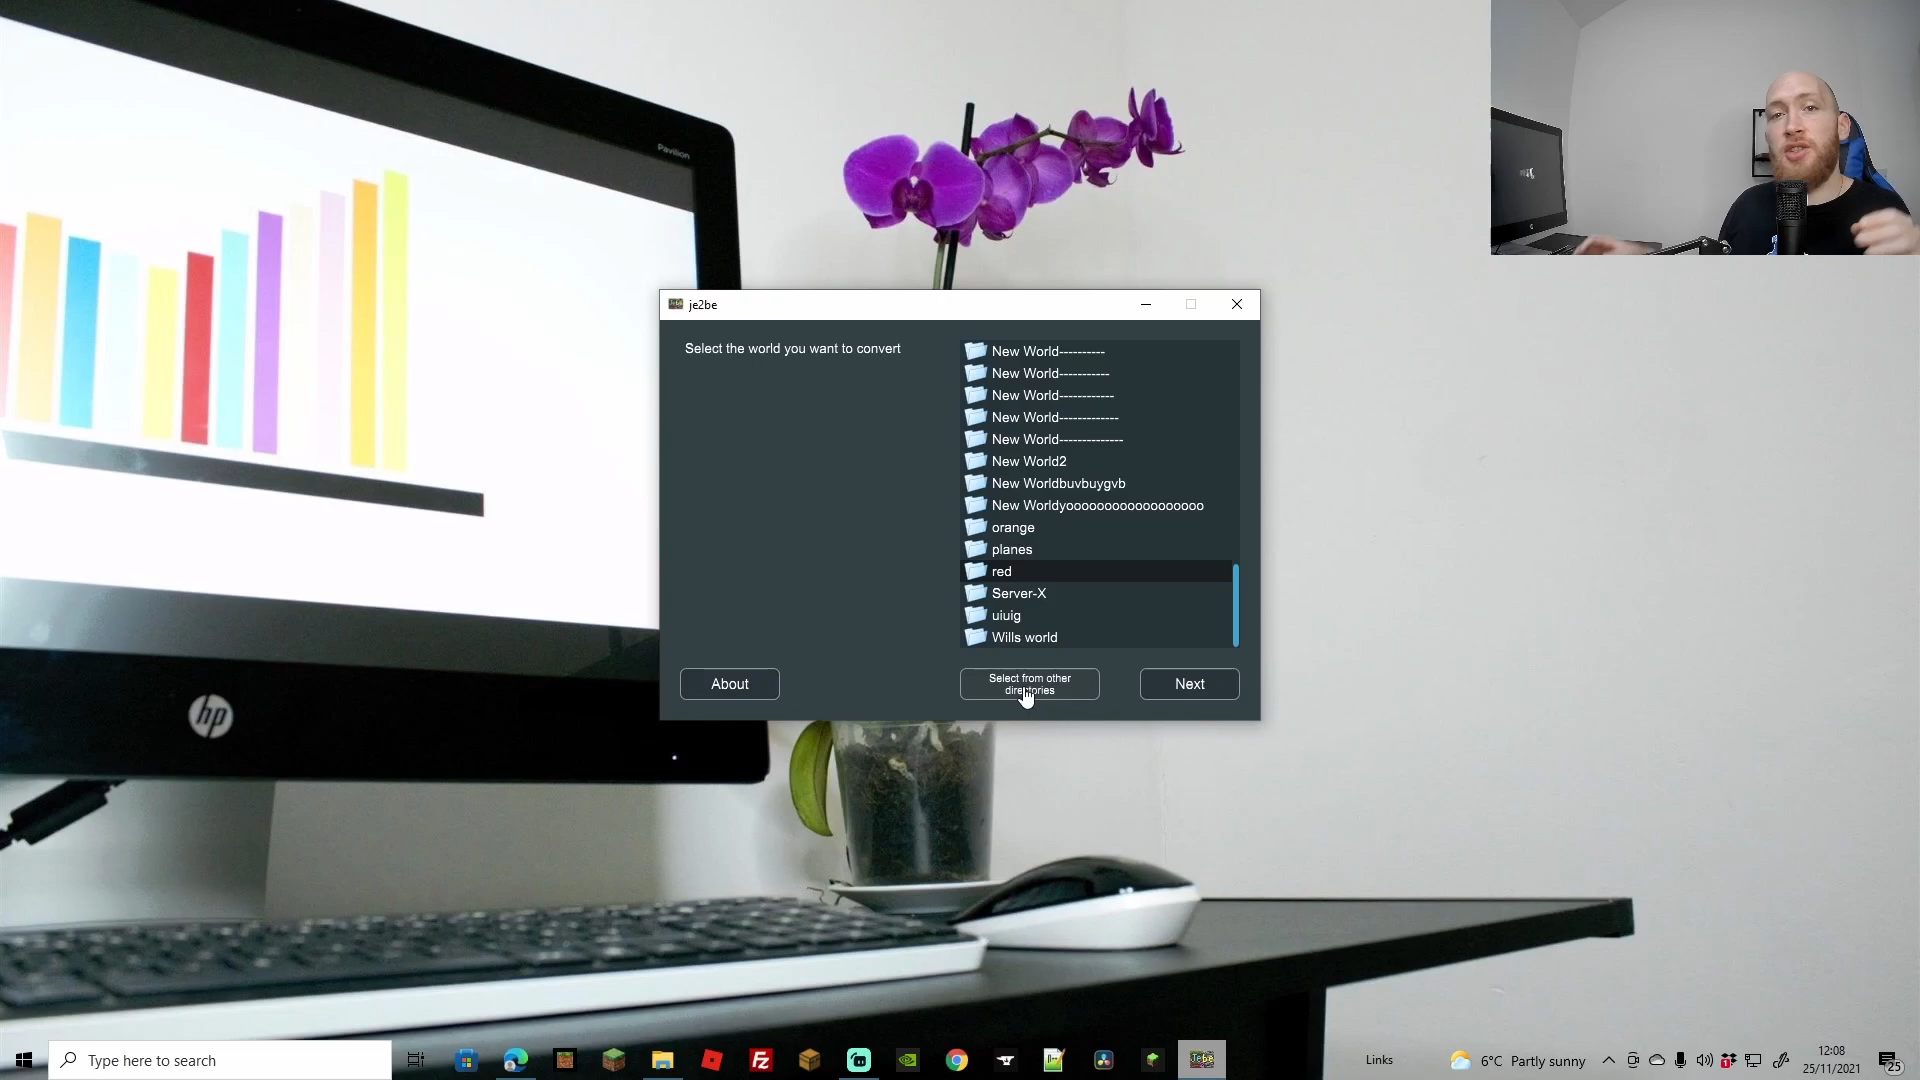 Pavilion
hp
je2be
Select the world you want to convert
New World----------
New World-----------
New World------------
New World-------------
New World--------------
New World2
New Worldbuvbuygvb
New Worldyoooooooooooooooooo
orange
planes
red
Server-X
uiuig
Wills world
About
Select from other
directories
Next
Type here to search
Links
6°C Partly sunny
12:08
25/11/2021
25